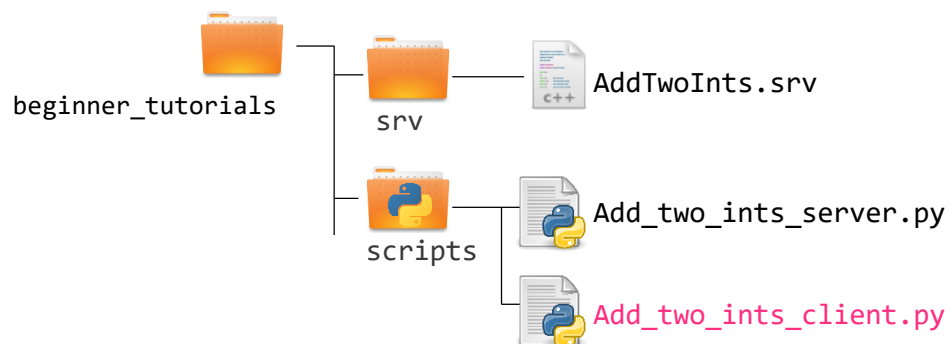 beginner_tutorials
srv
C++
AddTwoInts.srv
scripts
Add_two_ints_server.py
Add_two_ints_client.py